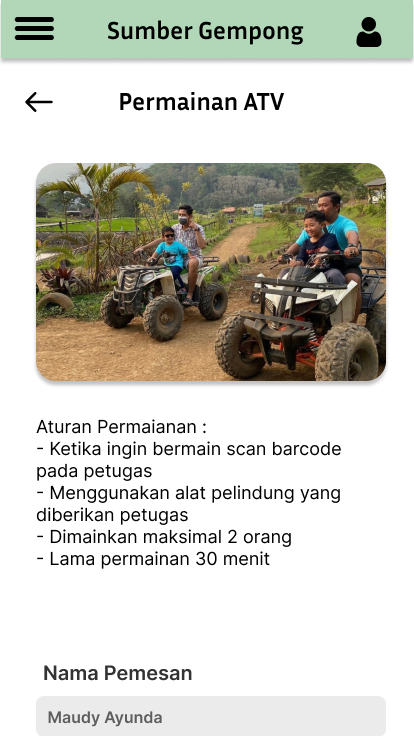 Sumber Gempong
Permainan ATV
Aturan Permaianan :
- Ketika ingin bermain scan barcode
pada petugas
- Menggunakan alat pelindung yang
diberikan petugas
- Dimainkan maksimal 2 orang
- Lama permainan 30 menit
Nama Pemesan
Maudy Ayunda